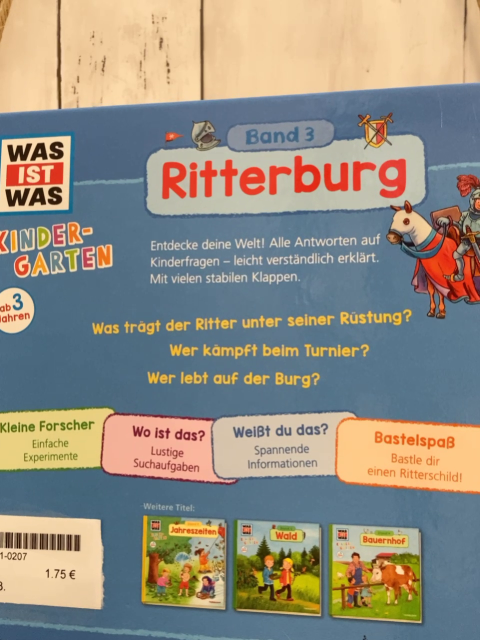 WAS
IST
WAS
KINDER-
GARTEN
ab 3
Jahren
Band 3
Ritterburg
Entdecke deine Welt! Alle Antworten auf
Kinderfragen – leicht verständlich erklärt.
Mit vielen stabilen Klappen.
Was trägt der Ritter unter seiner Rüstung?
Wer kämpft beim Turnier?
Wer lebt auf der Burg?
Kleine Forscher
Einfache
Experimente
Wo ist das?
Lustige
Suchaufgaben
Weißt du das?
Spannende
Informationen
Bastelspaß
Bastle dir
einen Ritterschild!
Weitere Titel:
Jahreszeiten
Wald
Bauernhof
1-0207
1.75 €